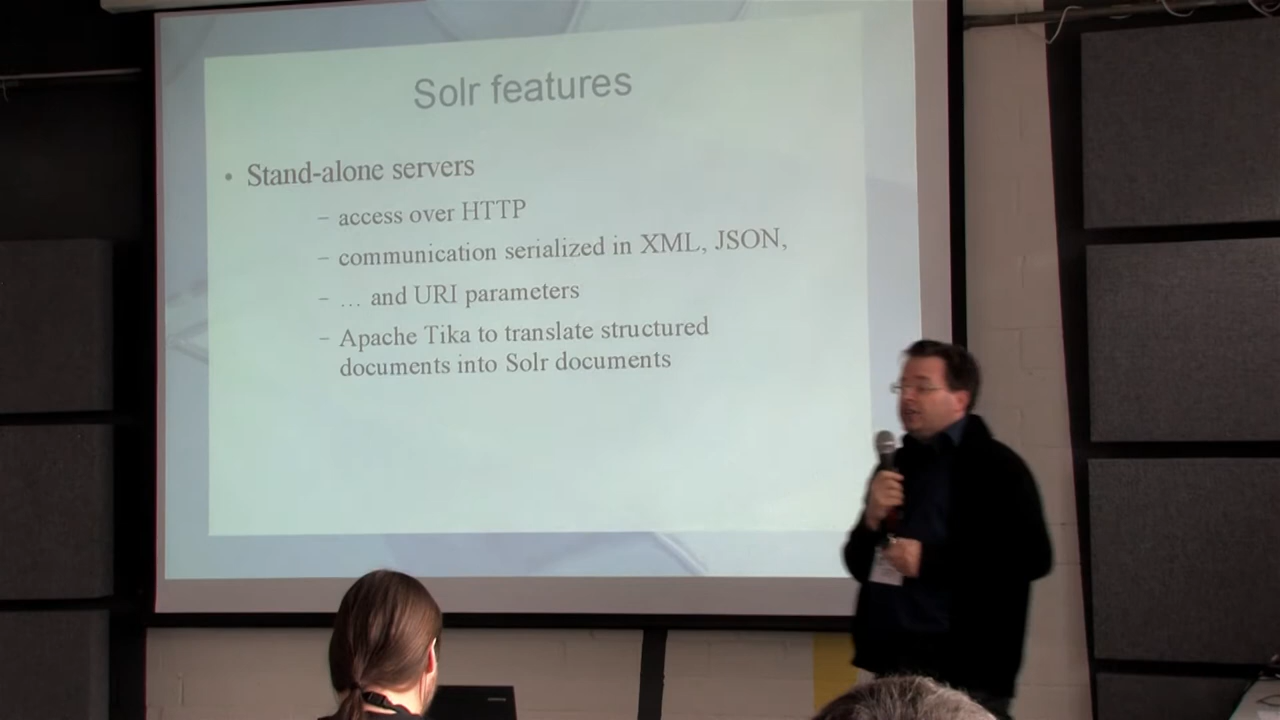 Solr features
• Stand-alone servers
– access over HTTP
– communication serialized in XML, JSON,
– … and URI parameters
– Apache Tika to translate structured
documents into Solr documents